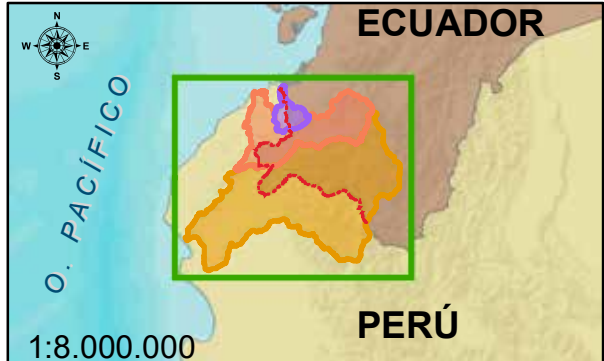 ECUADOR
N
W E
S
O. PACÍFICO
PERÚ
1:8.000.000